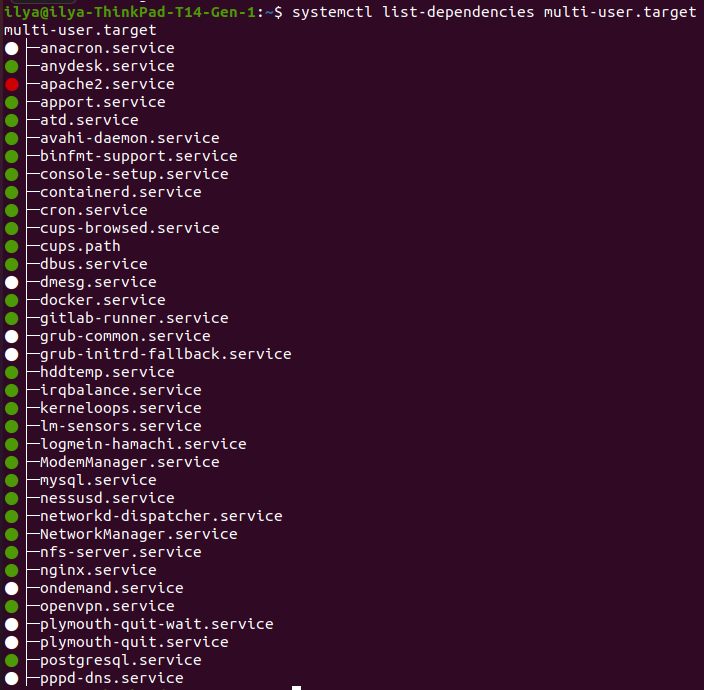 ilya@ilya-ThinkPad-T14-Gen-1:~$ systemctl list-dependencies multi-user.target
multi-user.target
● ├─anacron.service
● ├─anydesk.service
● ├─apache2.service
● ├─apport.service
● ├─atd.service
● ├─avahi-daemon.service
● ├─binfmt-support.service
● ├─console-setup.service
● ├─containerd.service
● ├─cron.service
● ├─cups-browsed.service
● ├─cups.path
● ├─dbus.service
● ├─dmesg.service
● ├─docker.service
● ├─gitlab-runner.service
● ├─grub-common.service
● ├─grub-initrd-fallback.service
● ├─hddtemp.service
● ├─irqbalance.service
● ├─kerneloops.service
● ├─lm-sensors.service
● ├─logmein-hamachi.service
● ├─ModemManager.service
● ├─mysql.service
● ├─nessusd.service
● ├─networkd-dispatcher.service
● ├─NetworkManager.service
● ├─nfs-server.service
● ├─nginx.service
● ├─ondemand.service
● ├─openvpn.service
● ├─plymouth-quit-wait.service
● ├─plymouth-quit.service
● ├─postgresql.service
● ├─pppd-dns.service